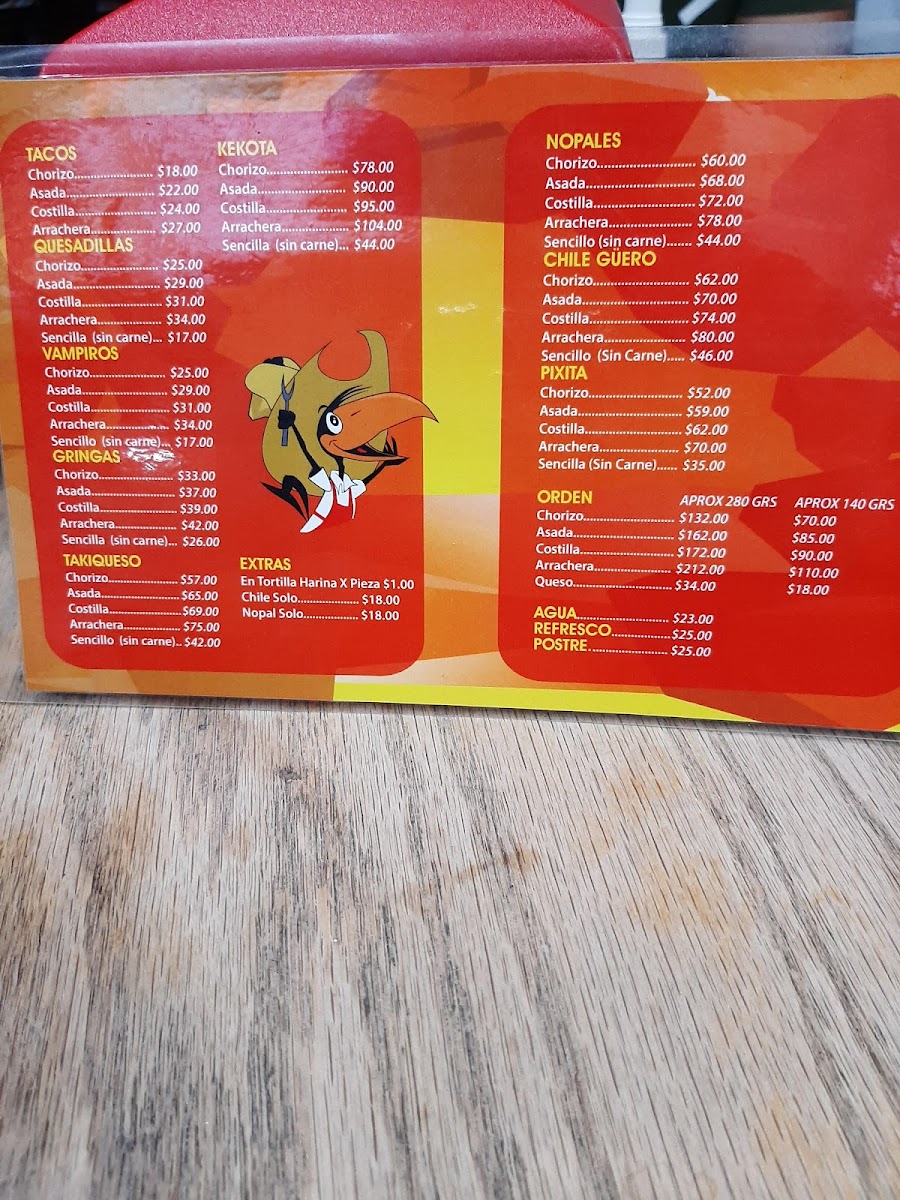 TACOS
Chorizo........................ $18.00
Asada........................... $22.00
Costilla......................... $24.00
Arrachera.................... $27.00
QUESADILLAS
Chorizo........................ $25.00
Asada........................... $29.00
Costilla......................... $31.00
Arrachera.................... $34.00
Sencilla (sin carne)... $17.00
VAMPIROS
Chorizo........................ $25.00
Asada........................... $29.00
Costilla......................... $31.00
Arrachera.................... $34.00
Sencillo (sin carne)... $17.00
GRINGAS
Chorizo........................ $33.00
Asada........................... $37.00
Costilla......................... $39.00
Arrachera.................... $42.00
Sencilla (sin carne)... $26.00
TAKIQUESO
Chorizo........................ $57.00
Asada........................... $65.00
Costilla......................... $69.00
Arrachera.................... $75.00
Sencillo (sin carne).. $42.00
KEKOTA
Chorizo........................ $78.00
Asada........................... $90.00
Costilla......................... $95.00
Arrachera.................... $104.00
Sencilla (sin carne)... $44.00
EXTRAS
En Tortilla Harina X Pieza $1.00
Chile Solo.................. $18.00
Nopal Solo................. $18.00
NOPALES
Chorizo........................ $60.00
Asada........................... $68.00
Costilla......................... $72.00
Arrachera.................... $78.00
Sencillo (sin carne)....... $44.00
CHILE GÜERO
Chorizo........................ $62.00
Asada........................... $70.00
Costilla......................... $74.00
Arrachera.................... $80.00
Sencillo (Sin Carne)..... $46.00
PIXITA
Chorizo........................ $52.00
Asada........................... $59.00
Costilla......................... $62.00
Arrachera.................... $70.00
Sencilla (Sin Carne)...... $35.00
ORDEN APROX 280 GRS APROX 140 GRS
Chorizo........................ $132.00 $70.00
Asada........................... $162.00 $85.00
Costilla......................... $172.00 $90.00
Arrachera.................... $212.00 $110.00
Queso.......................... $34.00 $18.00
AGUA........................... $23.00
REFRESCO.................. $25.00
POSTRE....................... $25.00